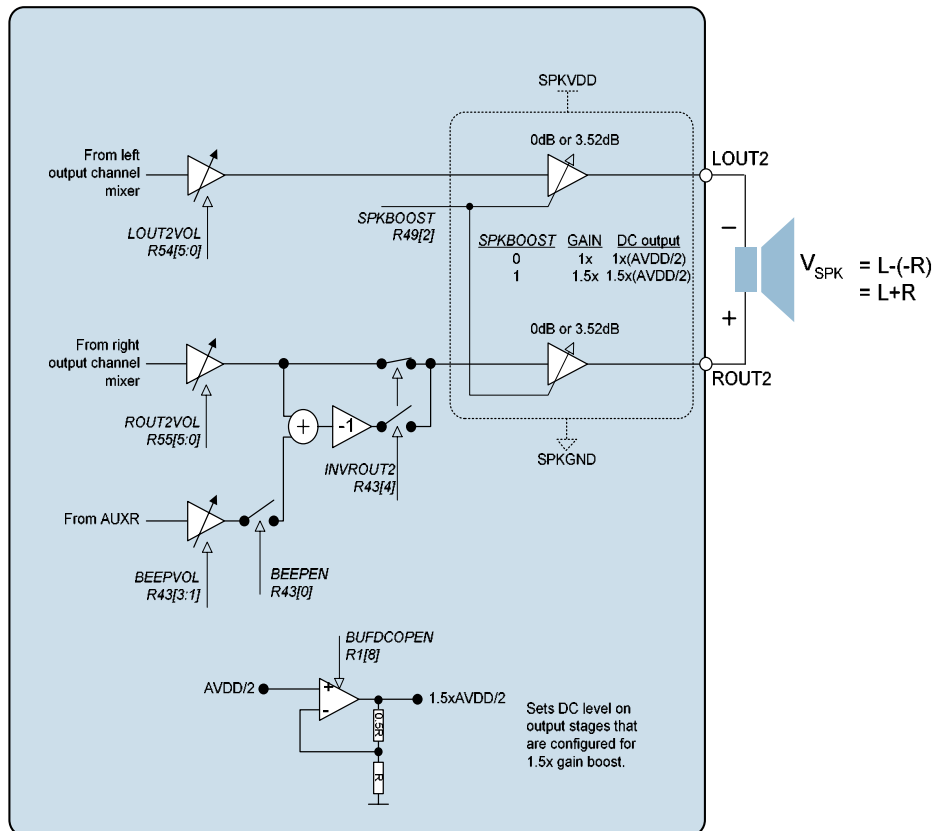 SPKVDD
0dB or 3.52dB
From left
output channel
mixer
LOUT2
LOUT2VOL
R54[5:0]
SPKBOOST
R49[2]
SPKBOOST GAIN DC output
0 1x 1x(AVDD/2)
1 1.5x 1.5x(AVDD/2)
−
+
VSPK = L-(-R)
= L+R
0dB or 3.52dB
From right
output channel
mixer
ROUT2
ROUT2VOL
R55[5:0]
+
-1
INVROUT2
R43[4]
SPKGND
From AUXR
BEEPVOL
R43[3:1]
BEEPEN
R43[0]
BUFDCOPEN
R1[8]
AVDD/2
+
-
1.5xAVDD/2
0.5R
R
Sets DC level on
output stages that
are configured for
1.5x gain boost.